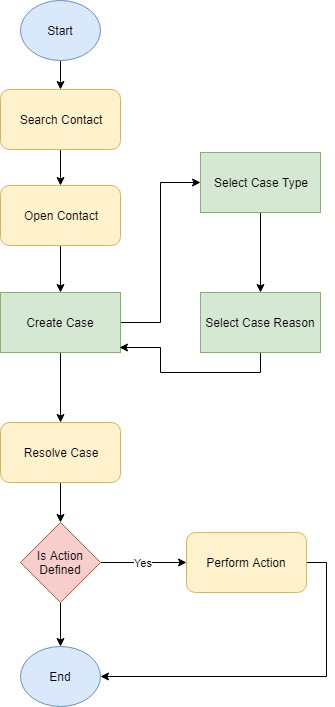 Start
Search Contact
Open Contact
Select Case Type
Create Case
Select Case Reason
Resolve Case
Is Action
Defined
Yes
Perform Action
End